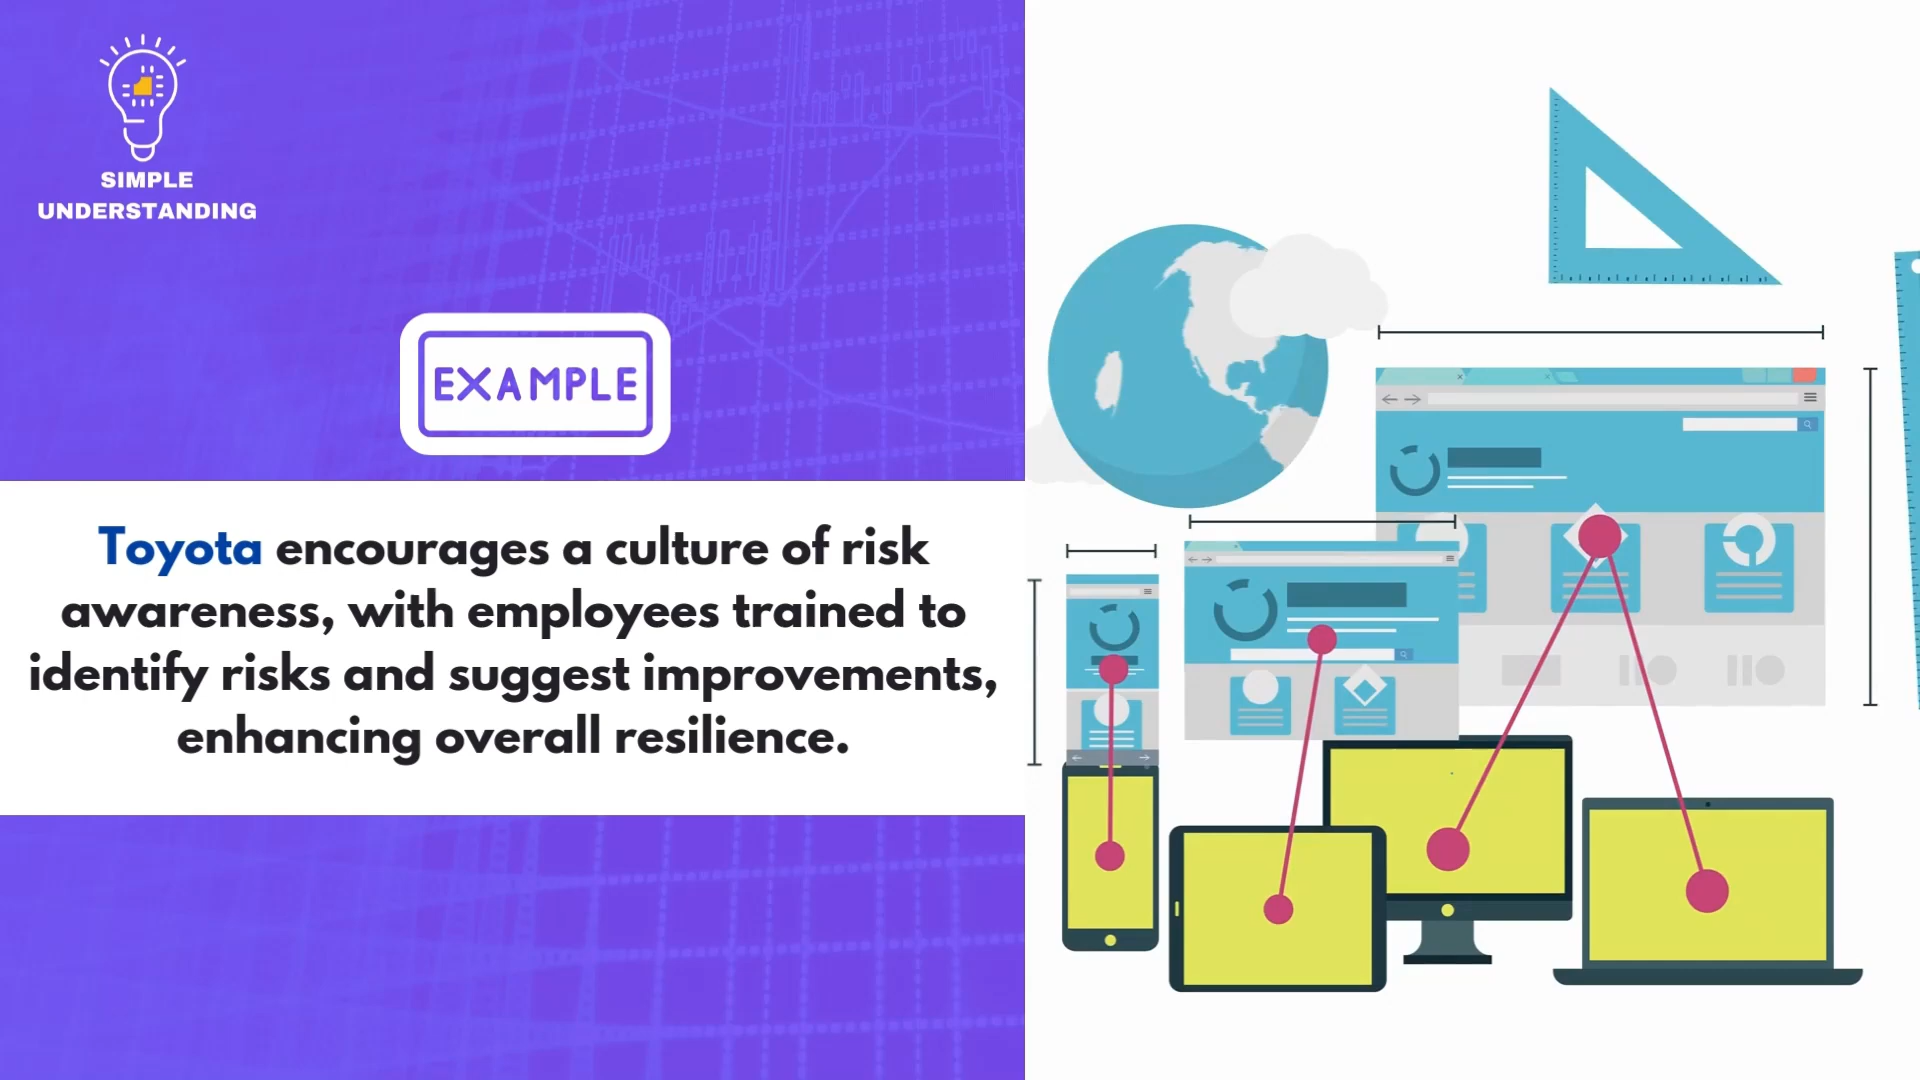 SIMPLE
UNDERSTANDING
EXAMPLE
Toyota encourages a culture of risk
awareness, with employees trained to
identify risks and suggest improvements,
enhancing overall resilience.